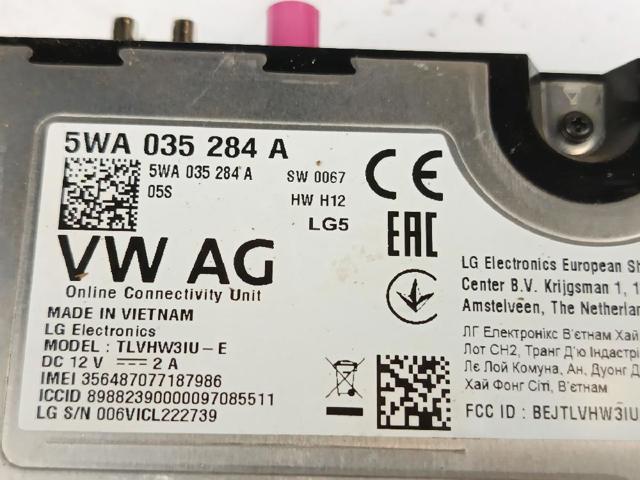 5WA 035 284 A
5WA 035 284 A SW 0067
05S HW H12
LG5
CE
EAC
VW AG
Online Connectivity Unit
MADE IN VIETNAM
LG Electronics
MODEL : TLVHW3IU-E
DC 12 V 2 A
IMEI 356487077187986
ICCID 89882390000097085511
LG S/N 006VICL222739
LG Electronics European Sh
Center B.V. Krijgsman 1, 1
Amstelveen, The Netherlan
ЛГ Електронікс В'єтнам Хай
Лот СН2, Транг Д'ю Індастрі
Лє Лой Комуна, Ан, Дуонг Д
Хай Фонг Сіті, В'єтнам
FCC ID : BEJTLVHW3IU